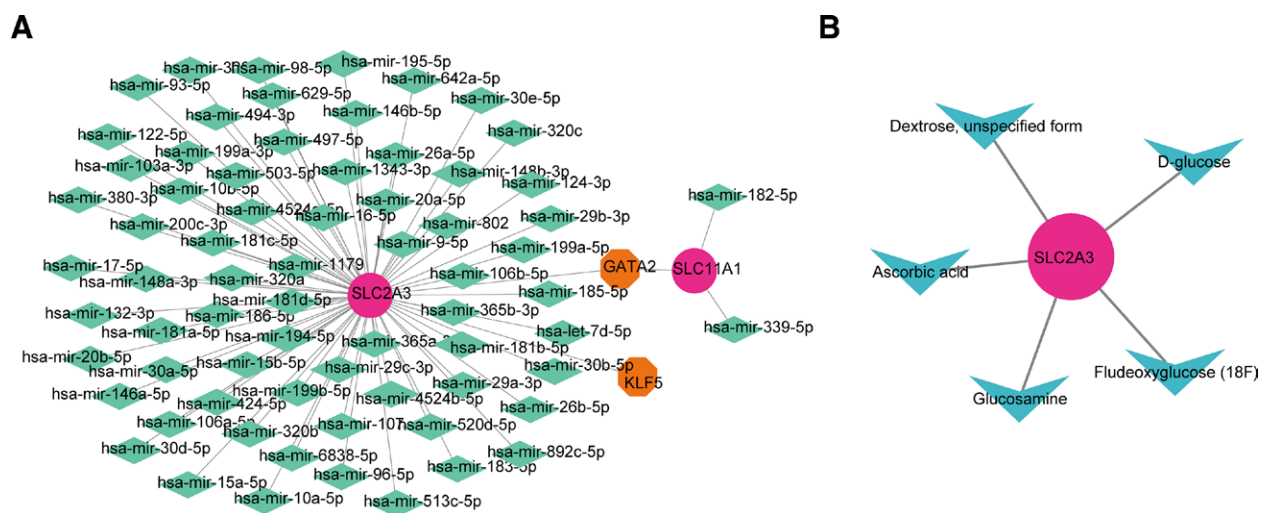 A
B
hsa-mir-195-5p
hsa-mir-98-5p
hsa-mir-642a-5p
hsa-mir-93-5p
hsa-mir-629-5p
hsa-mir-30e-5p
hsa-mir-494-3p
hsa-mir-146b-5p
hsa-mir-320c
hsa-mir-122-5p
hsa-mir-497-5p
hsa-mir-199a-3p
hsa-mir-26a-5p
hsa-mir-103a-3p
hsa-mir-503-5p
hsa-mir-1343-3p
hsa-mir-148b-3p
hsa-mir-124-3p
hsa-mir-10b-5p
hsa-mir-380-3p
hsa-mir-20a-5p
hsa-mir-182-5p
hsa-mir-16-5p
hsa-mir-29b-3p
hsa-mir-200c-3p
hsa-mir-802
hsa-mir-181c-5p
hsa-mir-9-5p
hsa-mir-199a-5p
hsa-mir-17-5p
hsa-mir-1179
GATA2
SLC11A1
hsa-mir-148a-3p
hsa-mir-320a
hsa-mir-106b-5p
SLC2A3
hsa-mir-185-5p
hsa-mir-181d-5p
hsa-mir-132-3p
hsa-mir-186-5p
hsa-mir-365b-3p
hsa-mir-339-5p
hsa-mir-181a-5p
hsa-mir-194-5p
hsa-let-7d-5p
hsa-mir-365a
hsa-mir-181b-5p
hsa-mir-20b-5p
hsa-mir-15b-5p
hsa-mir-30b-5p
hsa-mir-30a-5p
hsa-mir-29c-3p
KLF5
hsa-mir-29a-3p
hsa-mir-146a-5p
hsa-mir-199b-5p
hsa-mir-4524b-5p
hsa-mir-424-5p
hsa-mir-26b-5p
hsa-mir-106a-5p
hsa-mir-107
hsa-mir-520d-5p
hsa-mir-320b
hsa-mir-30d-5p
hsa-mir-892c-5p
hsa-mir-6838-5p
hsa-mir-183-5p
hsa-mir-96-5p
hsa-mir-15a-5p
hsa-mir-10a-5p
hsa-mir-513c-5p
Dextrose, unspecified form
D-glucose
SLC2A3
Ascorbic acid
Fludeoxyglucose (18F)
Glucosamine